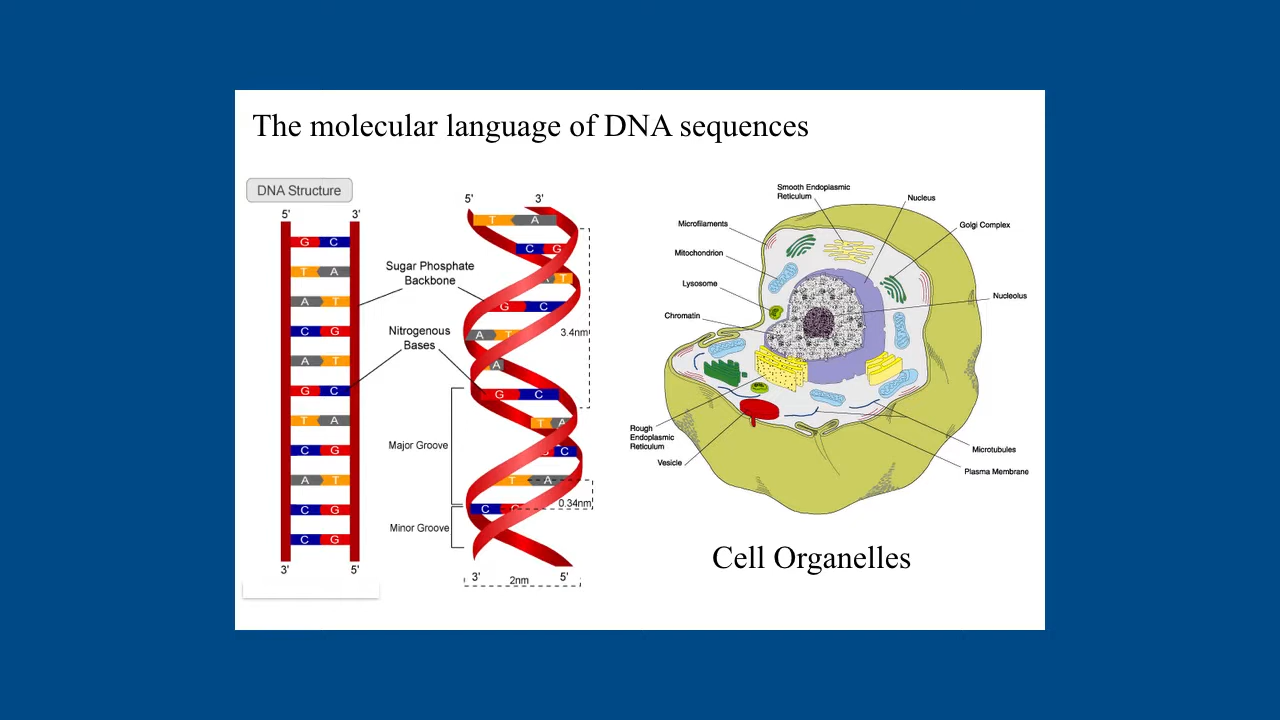 The molecular language of DNA sequences
DNA Structure
5'
3'
G C
T A
A T
C G
A T
G C
T A
C G
A T
C G
C G
3'
5'
Sugar Phosphate
Backbone
Nitrogenous
Bases
Major Groove
Minor Groove
5'
3'
T A
C G
T
G C
A T
A
G C
T A
C
T A
C
3'
5'
3.4nm
0.34nm
2nm
Smooth Endoplasmic
Reticulum
Nucleus
Golgi Complex
Microfilaments
Mitochondrion
Lysosome
Chromatin
Nucleolus
Rough
Endoplasmic
Reticulum
Vesicle
Microtubules
Plasma Membrane
Cell Organelles